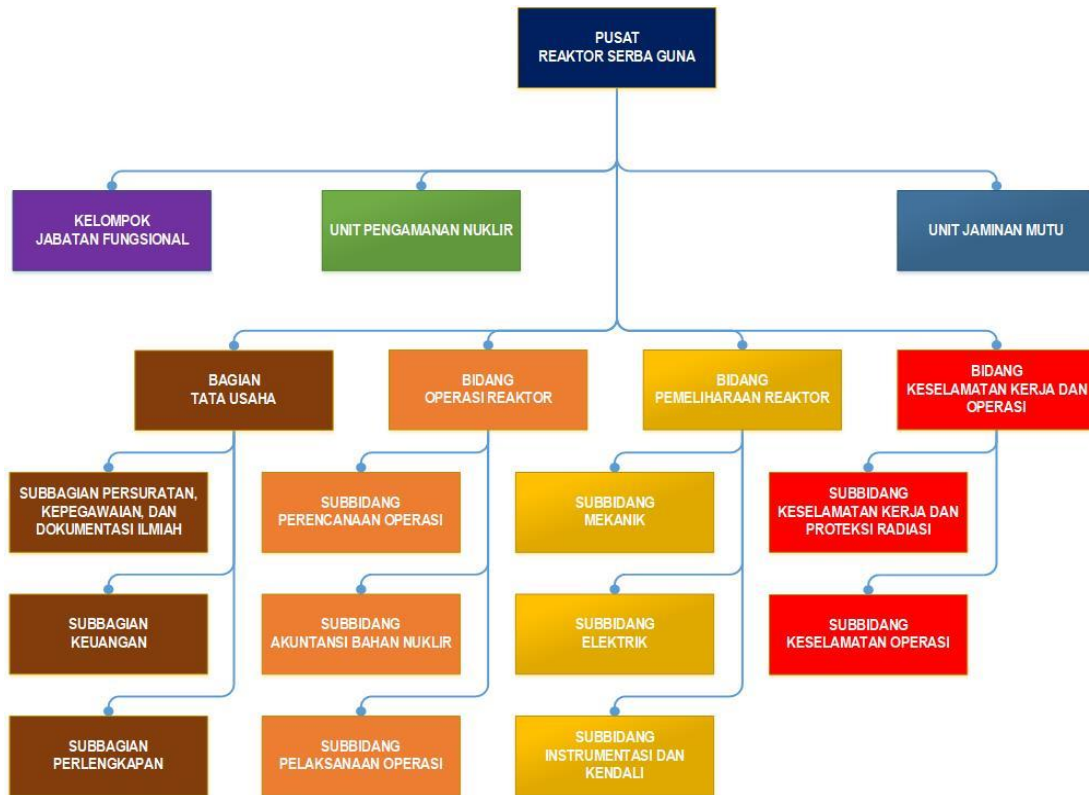 PUSAT
REAKTOR SERBA GUNA
KELOMPOK
JABATAN FUNGSIONAL
UNIT PENGAMANAN NUKLIR
UNIT JAMINAN MUTU
BAGIAN
TATA USAHA
BIDANG
OPERASI REAKTOR
BIDANG
PEMELIHARAAN REAKTOR
BIDANG
KESELAMATAN KERJA DAN
OPERASI
SUBBAGIAN PERSURATAN,
KEPEGAWAIAN, DAN
DOKUMENTASI ILMIAH
SUBBIDANG
PERENCANAAN OPERASI
SUBBIDANG
MEKANIK
SUBBIDANG
KESELAMATAN KERJA DAN
PROTEKSI RADIASI
SUBBAGIAN
KEUANGAN
SUBBIDANG
AKUNTANSI BAHAN NUKLIR
SUBBIDANG
ELEKTRIK
SUBBIDANG
KESELAMATAN OPERASI
SUBBAGIAN
PERLENGKAPAN
SUBBIDANG
PELAKSANAAN OPERASI
SUBBIDANG
INSTRUMENTASI DAN
KENDALI